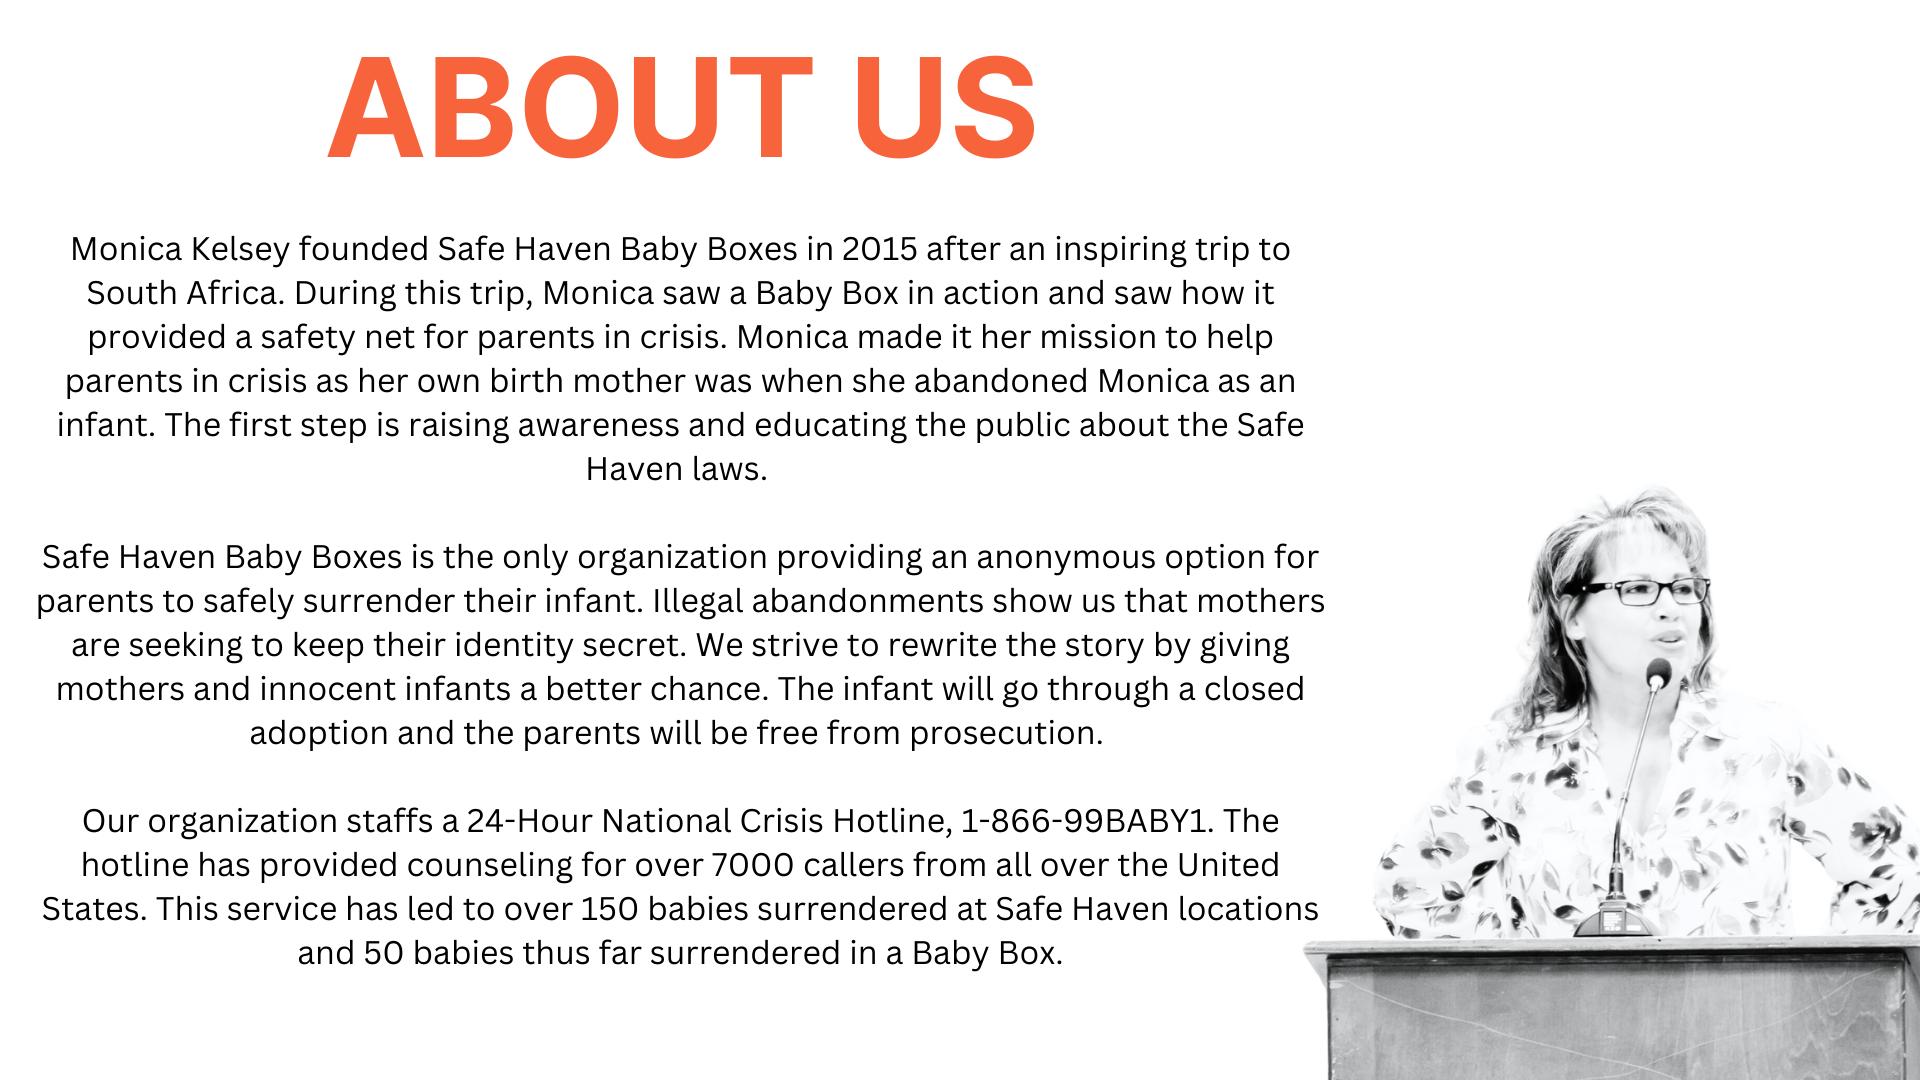 ABOUT US
Monica Kelsey founded Safe Haven Baby Boxes in 2015 after an inspiring trip to
South Africa. During this trip, Monica saw a Baby Box in action and saw how it
provided a safety net for parents in crisis. Monica made it her mission to help
parents in crisis as her own birth mother was when she abandoned Monica as an
infant. The first step is raising awareness and educating the public about the Safe
Haven laws.
Safe Haven Baby Boxes is the only organization providing an anonymous option for
parents to safely surrender their infant. Illegal abandonments show us that mothers
are seeking to keep their identity secret. We strive to rewrite the story by giving
mothers and innocent infants a better chance. The infant will go through a closed
adoption and the parents will be free from prosecution.
Our organization staffs a 24-Hour National Crisis Hotline, 1-866-99BABY1. The
hotline has provided counseling for over 7000 callers from all over the United
States. This service has led to over 150 babies surrendered at Safe Haven locations
and 50 babies thus far surrendered in a Baby Box.